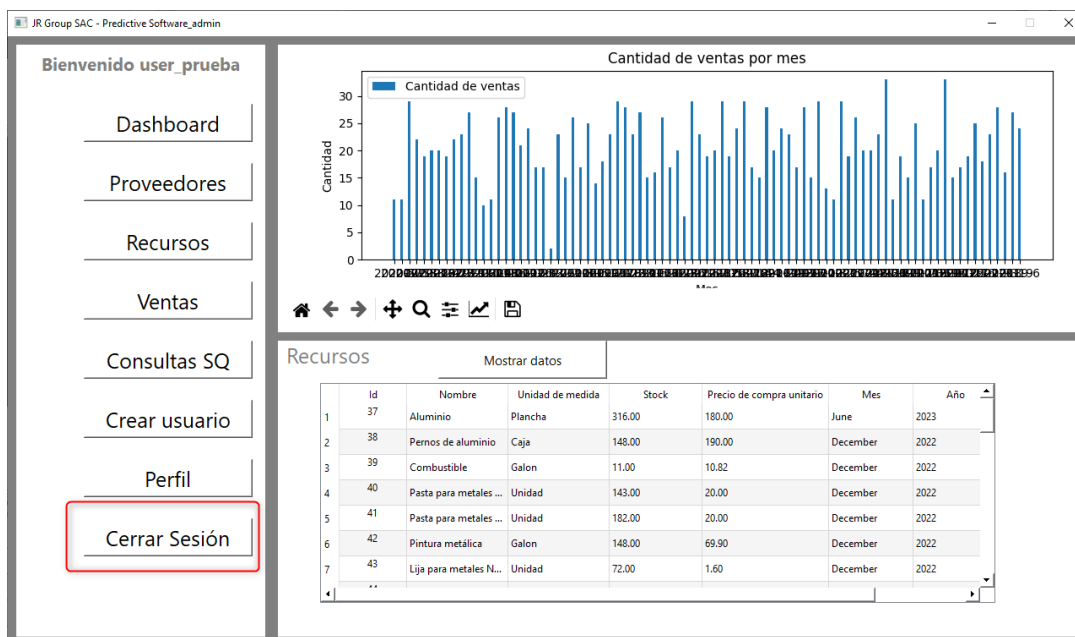 JR Group SAC - Predictive Software_admin
Bienvenido user_prueba
Dashboard
Proveedores
Recursos
Ventas
Consultas SQ
Crear usuario
Perfil
Cerrar Sesión
Cantidad de ventas por mes
Cantidad de ventas
Cantidad
30
25
20
15
10
5
0
Mes
Recursos
Mostrar datos
Id Nombre Unidad de medida Stock Precio de compra unitario Mes Año
1 37 Aluminio Plancha 316.00 180.00 June 2023
2 38 Pernos de aluminio Caja 148.00 190.00 December 2022
3 39 Combustible Galon 11.00 10.82 December 2022
4 40 Pasta para metales ... Unidad 143.00 20.00 December 2022
5 41 Pasta para metales ... Unidad 182.00 20.00 December 2022
6 42 Pintura metálica Galon 148.00 69.90 December 2022
7 43 Lija para metales N... Unidad 72.00 1.60 December 2022